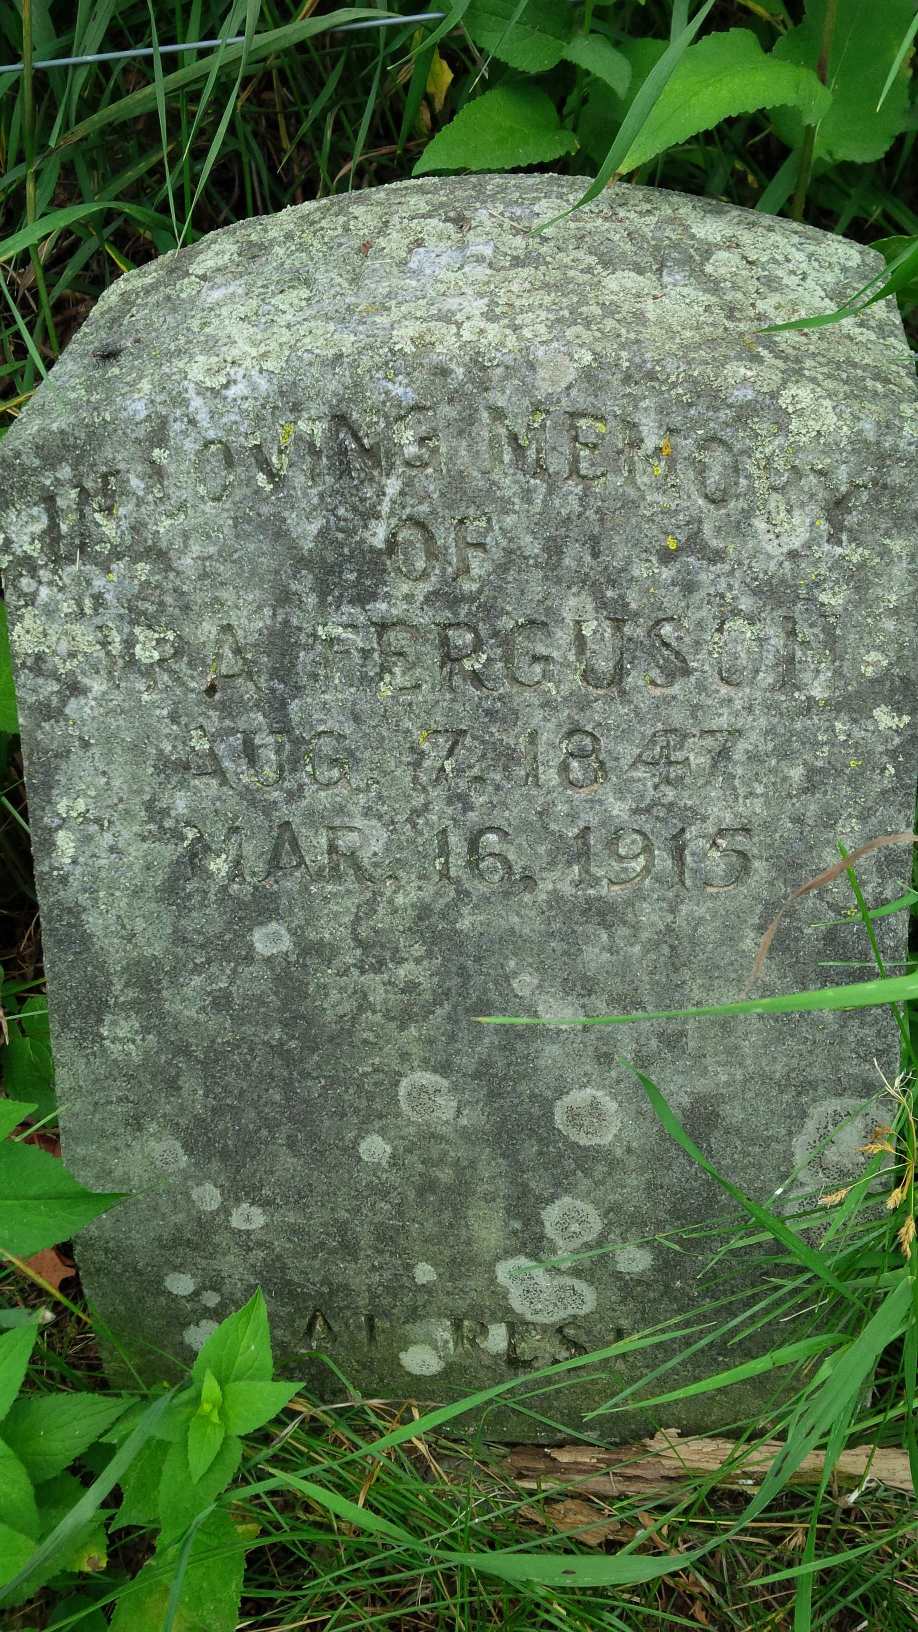 IN LOVING MEMORY
OF
FERGUSON
AUG. 7. 1847
MAR. 16, 1915
AT REST